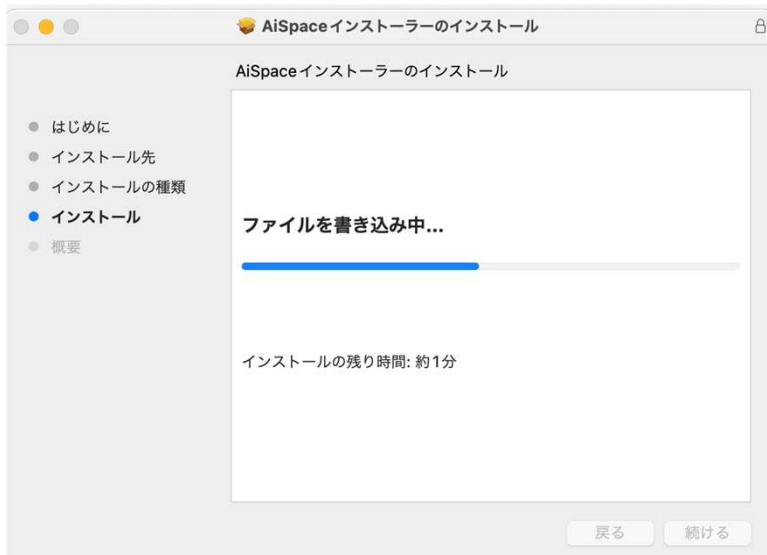 AiSpaceインストーラーのインストール
AiSpaceインストーラーのインストール
はじめに
インストール先
インストールの種類
インストール
概要
ファイルを書き込み中...
インストールの残り時間: 約1分
戻る
続ける